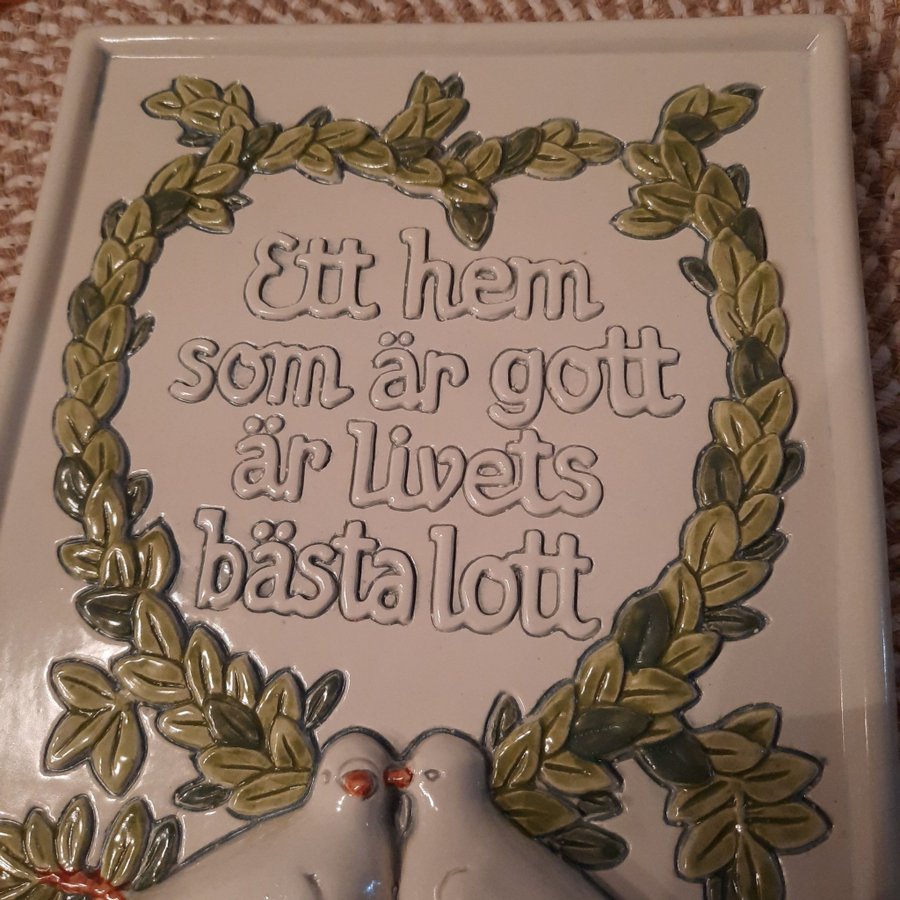 Ett hem
som är gott
är livets
bästa lott